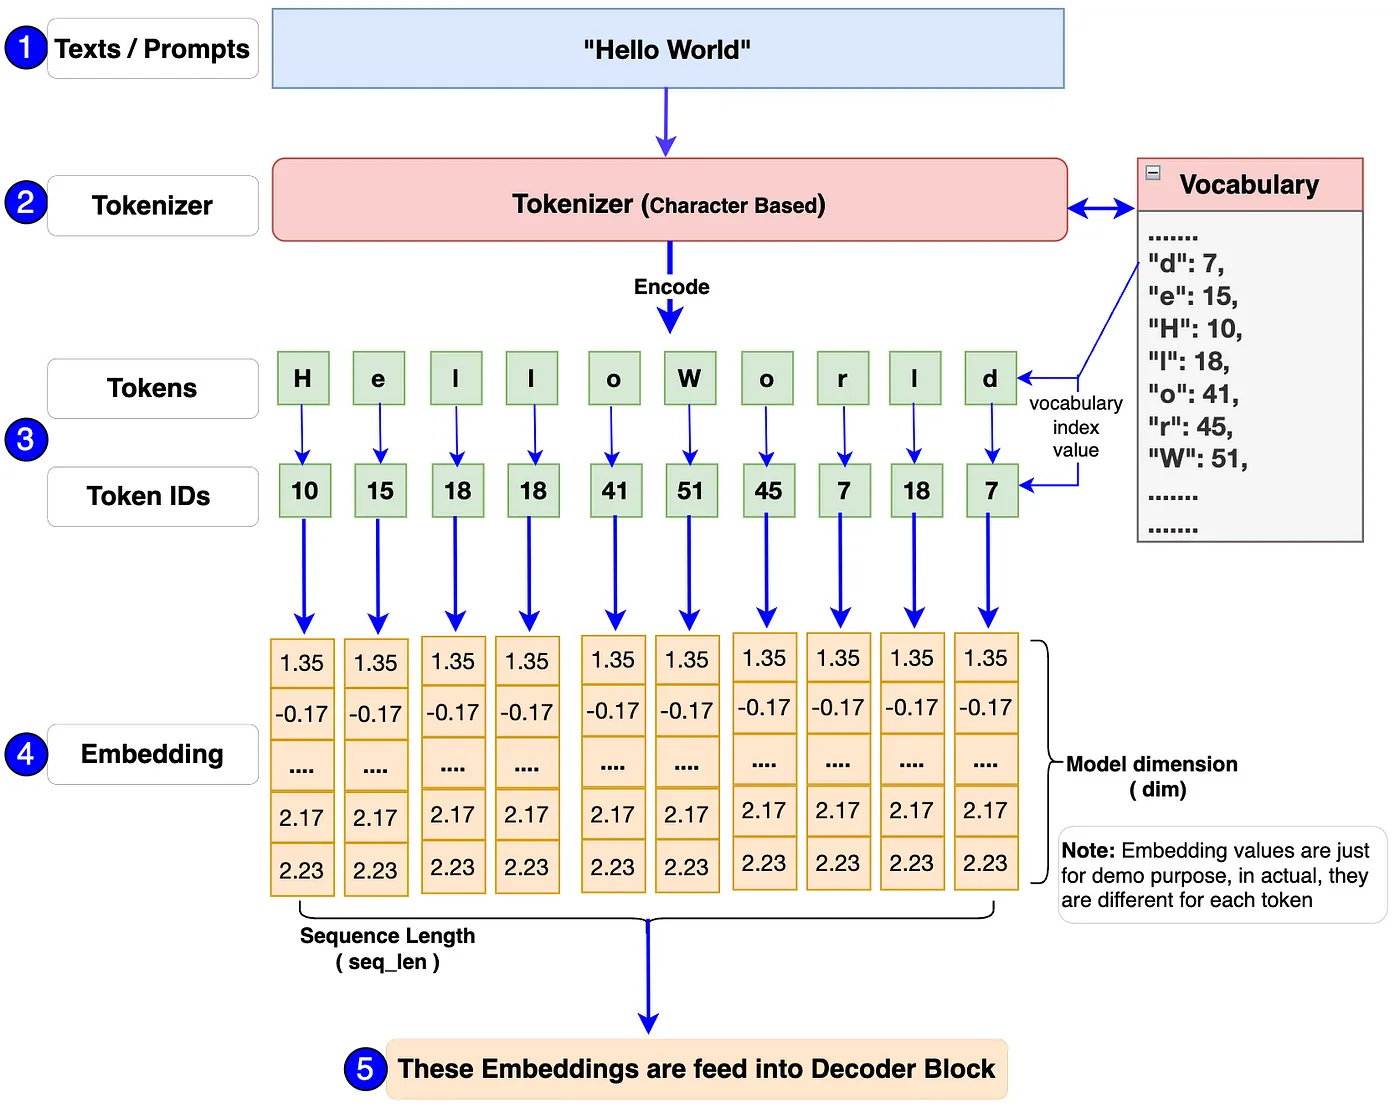 1 Texts / Prompts
"Hello World"
2 Tokenizer
Tokenizer (Character Based)
Vocabulary
.......
"d": 7,
"e": 15,
"H": 10,
"l": 18,
"o": 41,
"r": 45,
"W": 51,
.......
.......
Encode
3
Tokens
H e l l o W o r l d
vocabulary
index
value
Token IDs
10 15 18 18 41 51 45 7 18 7
4 Embedding
1.35 1.35 1.35 1.35 1.35 1.35 1.35 1.35 1.35 1.35
-0.17 -0.17 -0.17 -0.17 -0.17 -0.17 -0.17 -0.17 -0.17 -0.17
.... .... .... .... .... .... .... .... .... ....
2.17 2.17 2.17 2.17 2.17 2.17 2.17 2.17 2.17 2.17
2.23 2.23 2.23 2.23 2.23 2.23 2.23 2.23 2.23 2.23
Model dimension
( dim)
Note: Embedding values are just
for demo purpose, in actual, they
are different for each token
Sequence Length
( seq_len )
5 These Embeddings are feed into Decoder Block